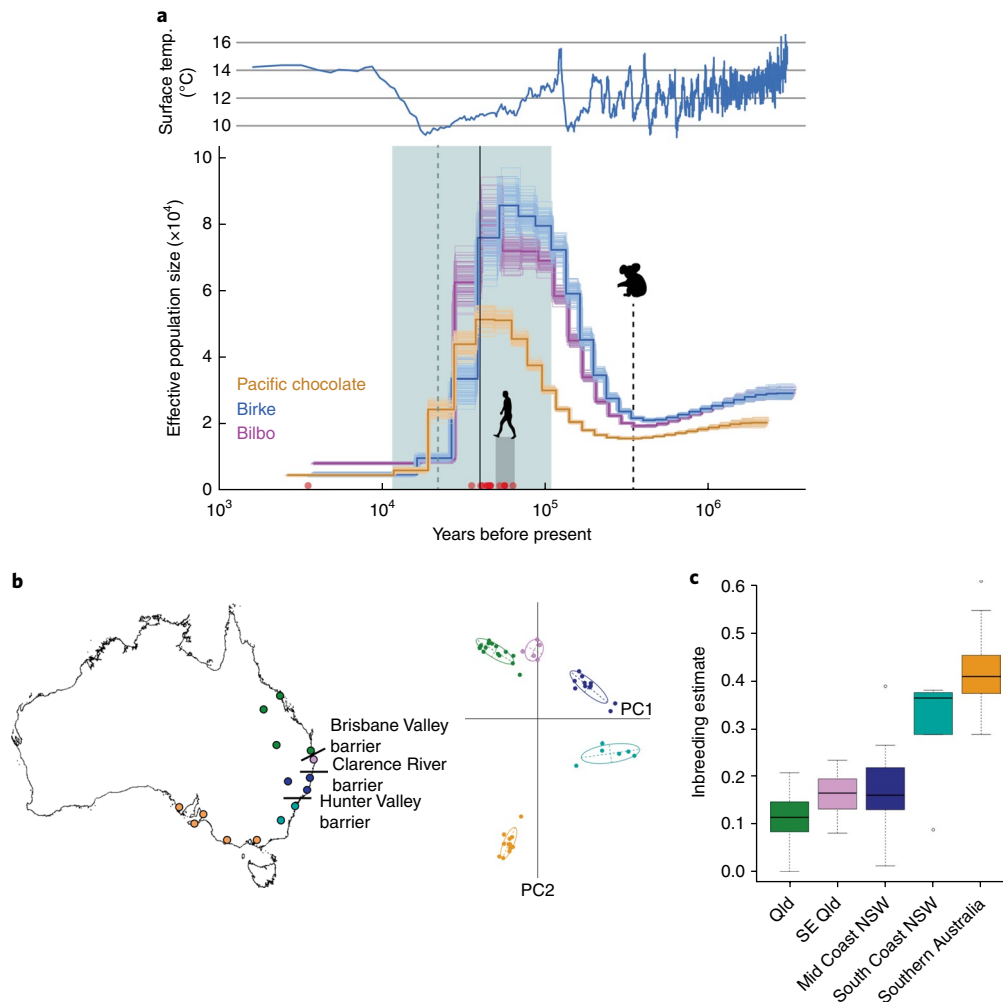 a
Surface temp.
(°C)
16
14
12
10
Effective population size (×10⁴)
10
8
6
4
2
0
Pacific chocolate
Birke
Bilbo
10³
10⁴
10⁵
10⁶
Years before present
b
Brisbane Valley
barrier
Clarence River
barrier
Hunter Valley
barrier
PC1
PC2
c
Inbreeding estimate
0.6
0.5
0.4
0.3
0.2
0.1
0.0
Qld
SE Qld
Mid Coast NSW
South Coast NSW
Southern Australia